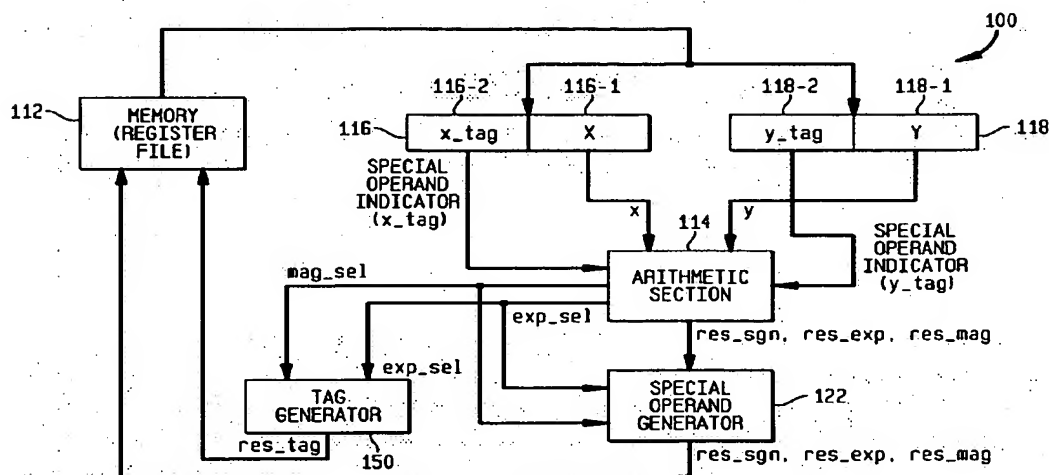 100
116-2
116-1
118-2
118-1
112
MEMORY
(REGISTER
FILE)
116
x_tag
X
y_tag
Y
118
SPECIAL
OPERAND
INDICATOR
(x_tag)
x
y
114
SPECIAL
OPERAND
INDICATOR
(y_tag)
mag_sel
ARITHMETIC
SECTION
exp_sel
res_sgn, res_exp, res_mag
exp_sel
TAG
GENERATOR
SPECIAL
OPERAND
GENERATOR
122
res_tag
150
res_sgn, res_exp, res_mag